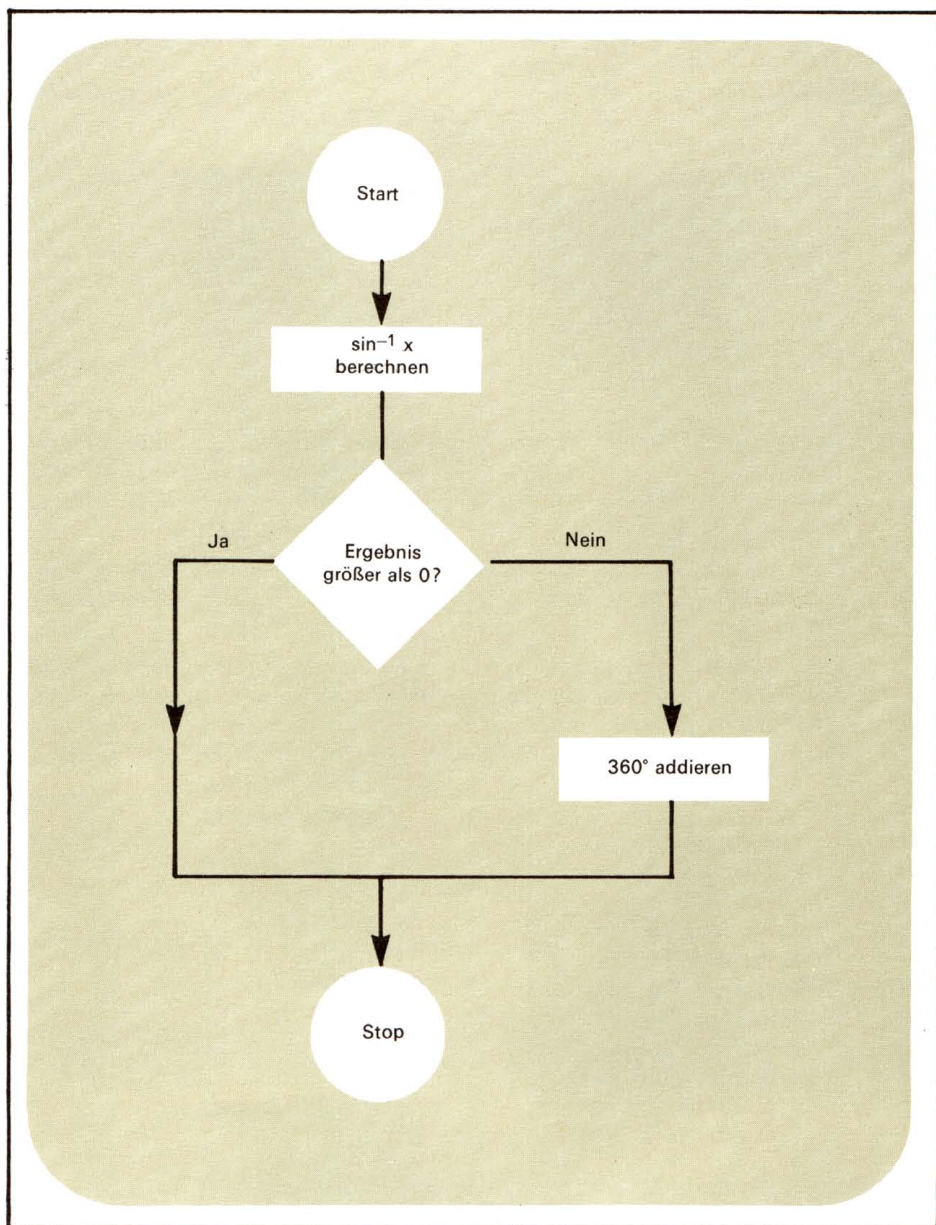 Start
sin⁻¹ x
berechnen
Ja
Ergebnis
größer als 0?
Nein
360° addieren
Stop